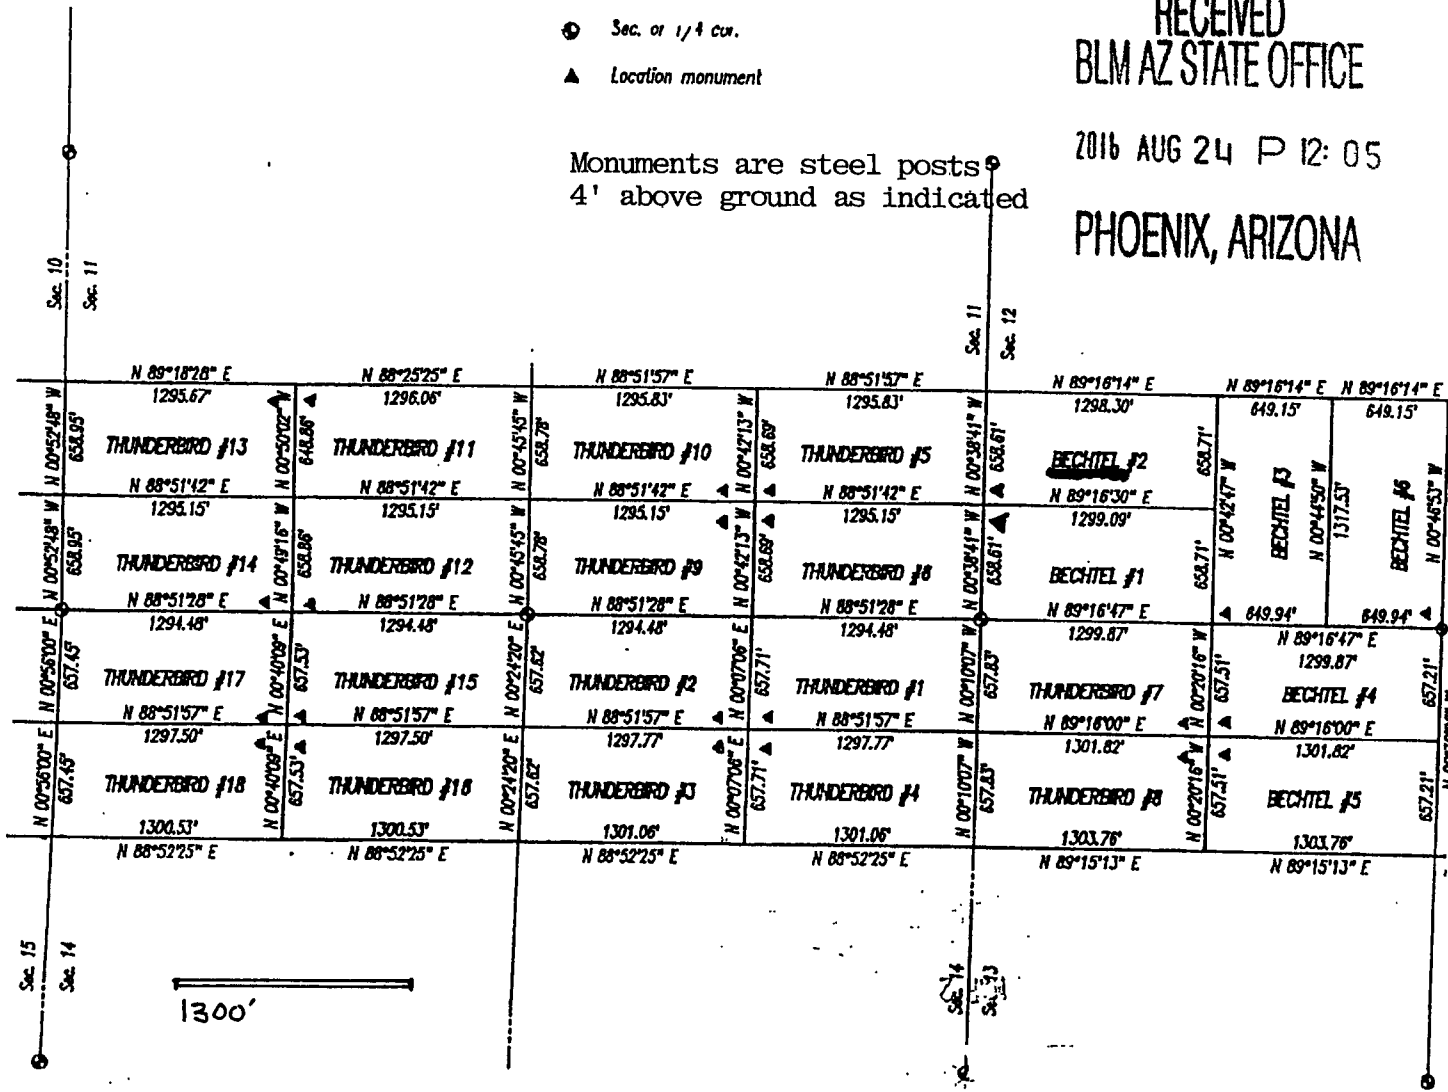 Sec. or 1/4 cor.
Location monument
RECEIVED
BLM AZ STATE OFFICE
2016 AUG 24 P 12: 05
PHOENIX, ARIZONA
Monuments are steel posts
4' above ground as indicated
Sec. 10
Sec. 11
Sec. 11
Sec. 12
N 89°18'28" E N 88°25'25" E N 88°51'57" E N 88°51'57" E N 89°16'14" E N 89°16'14" E N 89°16'14" E
1295.67' 1296.06' 1295.83' 1295.83' 1298.30' 649.15' 649.15'
N 00°52'48" W 658.95' N 00°50'02" W 648.86' N 00°45'45" W 658.78' N 00°42'13" W 658.69' N 00°38'41" W 658.61' 658.71'
THUNDERBIRD #13 THUNDERBIRD #11 THUNDERBIRD #10 THUNDERBIRD #5 BECHTEL #2
N 00°42'47" W BECHTEL #3 N 00°44'50" W 1317.53' BECHTEL #6 N 00°46'53" W
N 88°51'42" E N 88°51'42" E N 88°51'42" E N 88°51'42" E N 89°16'30" E
1295.15' 1295.15' 1295.15' 1295.15' 1299.09'
N 00°52'48" W 658.95' N 00°49'16" W 658.86' N 00°45'45" W 658.78' N 00°42'13" W 658.69' N 00°38'41" W 658.61' 658.71'
THUNDERBIRD #14 THUNDERBIRD #12 THUNDERBIRD #9 THUNDERBIRD #6 BECHTEL #1
N 88°51'28" E N 88°51'28" E N 88°51'28" E N 88°51'28" E N 89°16'47" E 649.94' 649.94'
1294.48' 1294.48' 1294.48' 1294.48' 1299.87' N 89°16'47" E
1299.87'
N 00°56'00" E 657.45' N 00°40'09" E 657.53' N 00°24'20" E 657.62' N 00°07'06" E 657.71' N 00°10'07" W 657.83' N 00°20'16" W 657.51' 657.21'
THUNDERBIRD #17 THUNDERBIRD #15 THUNDERBIRD #2 THUNDERBIRD #1 THUNDERBIRD #7 BECHTEL #4
N 88°51'57" E N 88°51'57" E N 88°51'57" E N 88°51'57" E N 89°16'00" E N 89°16'00" E
1297.50' 1297.50' 1297.77' 1297.77' 1301.82' 1301.82'
N 00°56'00" E 657.45' N 00°40'09" E 657.53' N 00°24'20" E 657.62' N 00°07'06" E 657.71' N 00°10'07" W 657.83' N 00°20'16" W 657.51' 657.21'
THUNDERBIRD #18 THUNDERBIRD #16 THUNDERBIRD #3 THUNDERBIRD #4 THUNDERBIRD #8 BECHTEL #5
1300.53' 1300.53' 1301.06' 1301.06' 1303.76' 1303.76'
N 88°52'25" E N 88°52'25" E N 88°52'25" E N 88°52'25" E N 89°15'13" E N 89°15'13" E
Sec. 15
Sec. 14
Sec. 14
Sec. 13
1300'